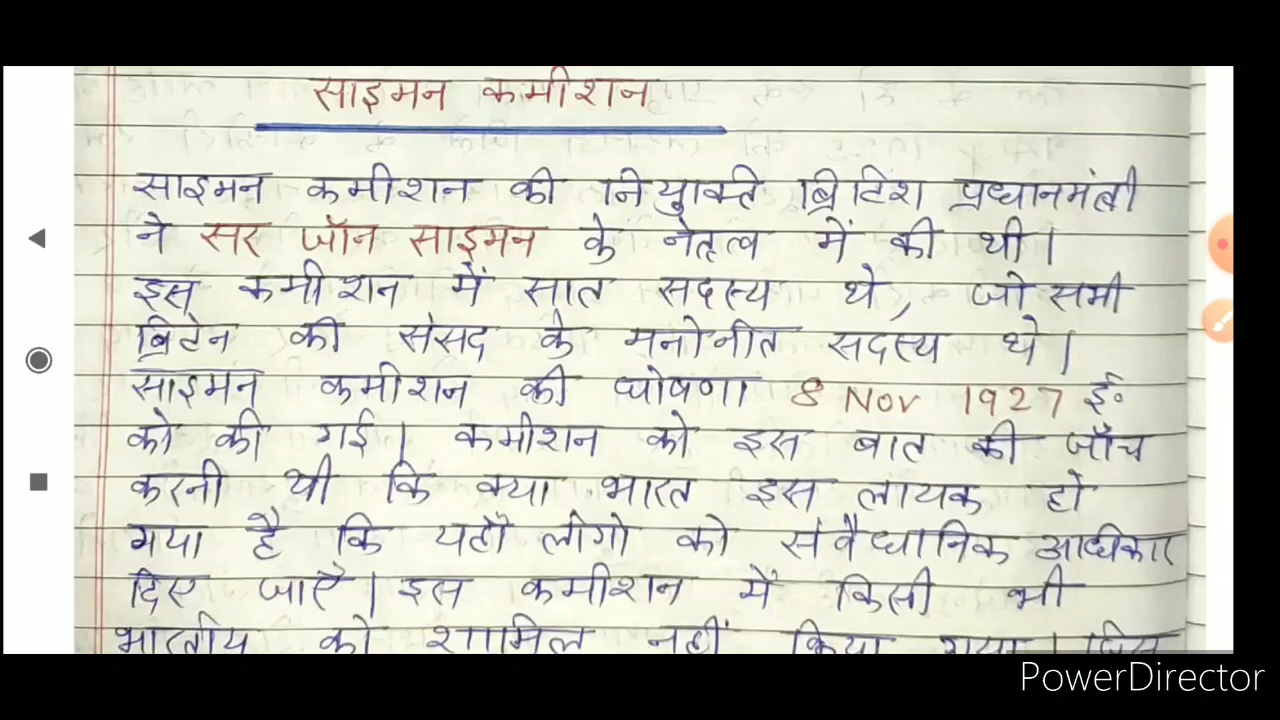 साइमन कमीशन
साइमन कमीशन की नियुक्ति ब्रिटिश प्रधानमंत्री
ने सर जॉन साइमन के नेतृत्व में की थी।
इस कमीशन में सात सदस्य थे, जो सभी
ब्रिटेन की संसद के मनोनीत सदस्य थे।
साइमन कमीशन की घोषणा 8 Nov 1927 ई०
को की गई। कमीशन को इस बात की जाँच
करनी थी कि क्या भारत इस लायक हो
गया है कि यहाँ लोगो को संवैधानिक अधिकार
दिए जाएँ। इस कमीशन में किसी भी
भारतीय को शामिल नहीं किया गया।
PowerDirector